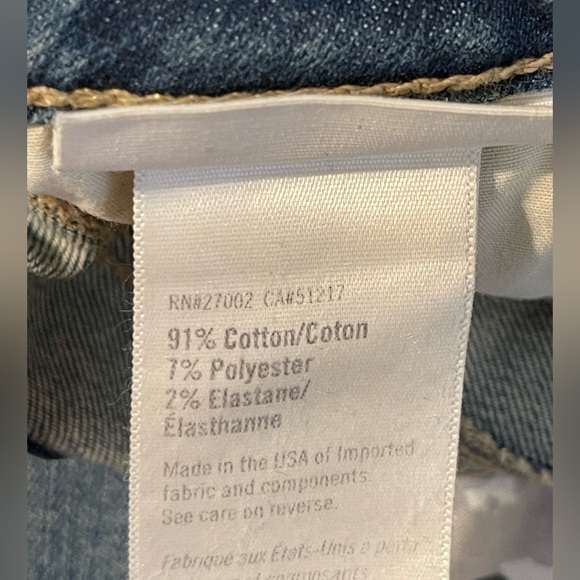 RN#27002 CA#51217
91% Cotton/Coton
7% Polyester
2% Elastane/
Élasthanne
Made in the USA of Imported
fabric and components.
See care on reverse.
Fabriqué aux États-Unis à partir
composants